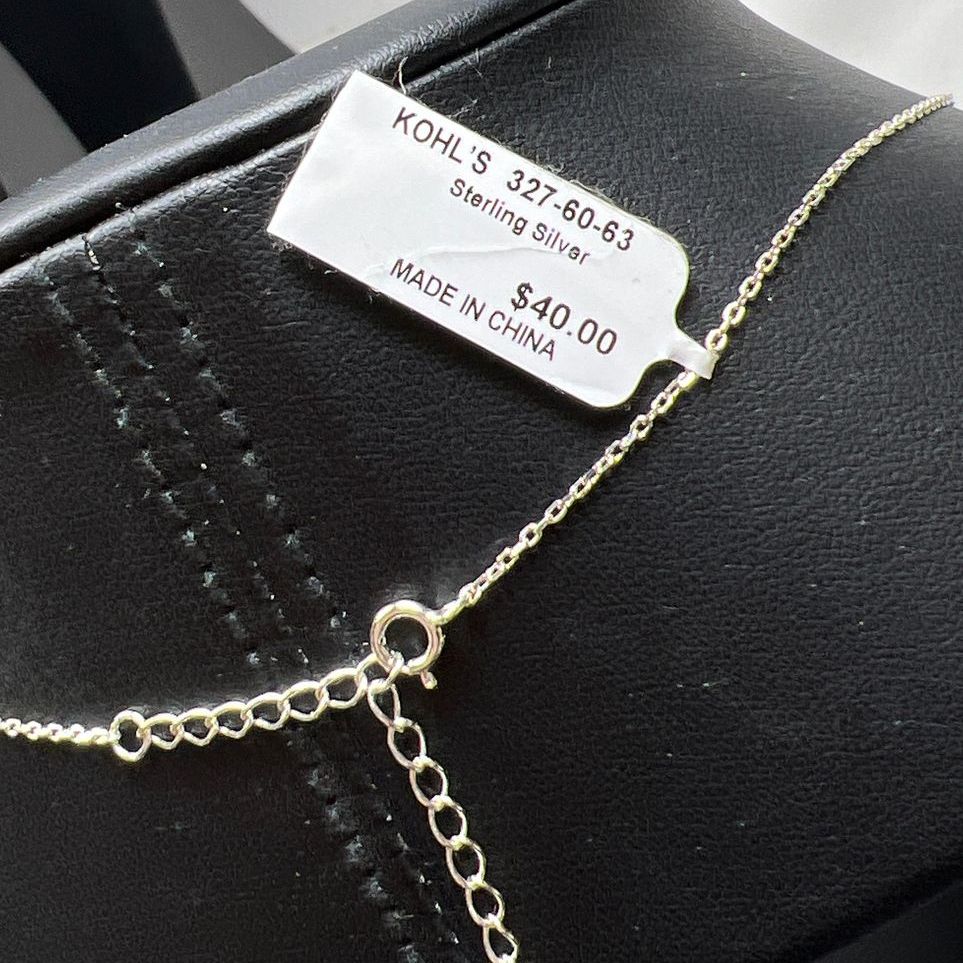 KOHL'S 327-60-63
Sterling Silver
$40.00
MADE IN CHINA